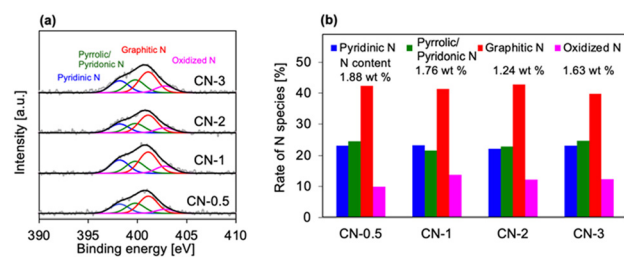 (a)
Intensity [a.u.]
Pyrrolic/
Pyridonic N
Graphitic N
Oxidized N
Pyridinic N
CN-3
CN-2
CN-1
CN-0.5
390
395
400
405
410
Binding energy [eV]
(b)
Rate of N species [%]
50
40
30
20
10
0
Pyridinic N
Pyrrolic/
Pyridonic N
Graphitic N
Oxidized N
N content
1.88 wt %
1.76 wt %
1.24 wt %
1.63 wt %
CN-0.5
CN-1
CN-2
CN-3